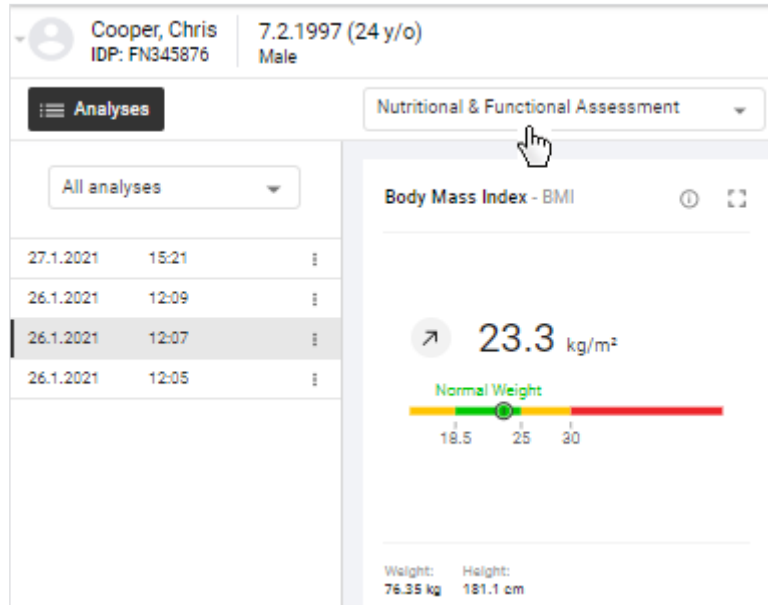 Cooper, Chris
IDP: FN345876
7.2.1997 (24 y/o)
Male
Analyses
Nutritional & Functional Assessment
All analyses
27.1.2021 15:21
26.1.2021 12:09
26.1.2021 12:07
26.1.2021 12:05
Body Mass Index - BMI
23.3 kg/m²
Normal Weight
18.5 25 30
Weight: Height:
76.35 kg 181.1 cm